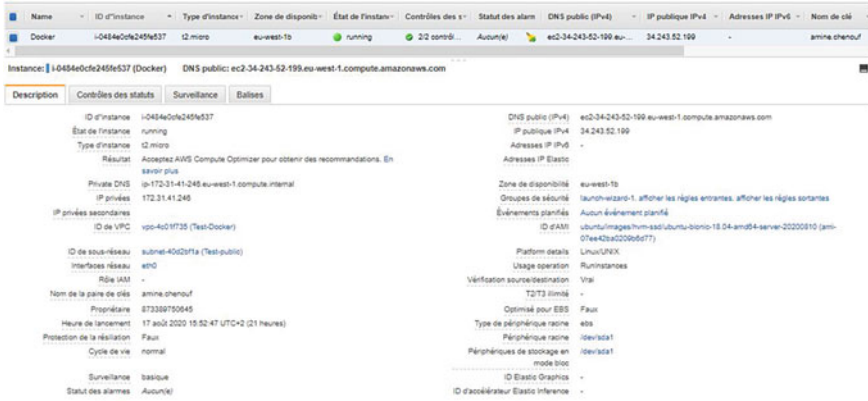 Name ID d"instance Type d'instance Zone de disponib État de l'instan Contrôles des s Statut des alarm DNS public (IPv4) IP publique IPv4 Adresses IP IPv6 Nom de clé
Docker i-0484e0cfe245fe537 t2.micro eu-west-1b running 2/2 contrôl... Aucun(e) ec2-34-243-52-199.eu-... 34.243.52.199 - amine.chenouf
Instance: i-0484e0cfe245fe537 (Docker) DNS public: ec2-34-243-52-199.eu-west-1.compute.amazonaws.com
Description Contrôles des statuts Surveillance Balises
ID d"instance i-0484e0cfe245fe537
État de l'instance running
Type d'instance t2.micro
Résultat Acceptez AWS Compute Optimizer pour obtenir des recommandations. En
savoir plus
Private DNS ip-172-31-41-246.eu-west-1.compute.internal
IP privées 172.31.41.246
IP privées secondaires
ID de VPC vpc-4c01f735 (Test-Docker)
ID de sous-réseau subnet-40d2bf1a (Test-public)
Interfaces réseau eth0
Rôle IAM -
Nom de la paire de clés amine.chenouf
Propriétaire 873389750645
Heure de lancement 17 août 2020 15:52:47 UTC+2 (21 heures)
Protection de la résiliation Faux
Cycle de vie normal
Surveillance basique
Statut des alarmes Aucun(e)
DNS public (IPv4) ec2-34-243-52-199.eu-west-1.compute.amazonaws.com
IP publique IPv4 34.243.52.199
Adresses IP IPv6 -
Adresses IP Elastic
Zone de disponibilité eu-west-1b
Groupes de sécurité launch-wizard-1. afficher les règles entrantes. afficher les règles sortantes
Événements planifiés Aucun événement planifié
ID d'AMI ubuntu/images/hvm-ssd/ubuntu-bionic-18.04-amd64-server-20200810 (ami-
07ee42ba0209b6d77)
Platform details Linux/UNIX
Usage operation RunInstances
Vérification source/destination Vrai
T2/T3 illimité -
Optimisé pour EBS Faux
Type de périphérique racine ebs
Périphérique racine /dev/sda1
Périphériques de stockage en /dev/sda1
mode bloc
ID Elastic Graphics -
ID d'accélérateur Elastic Inference -